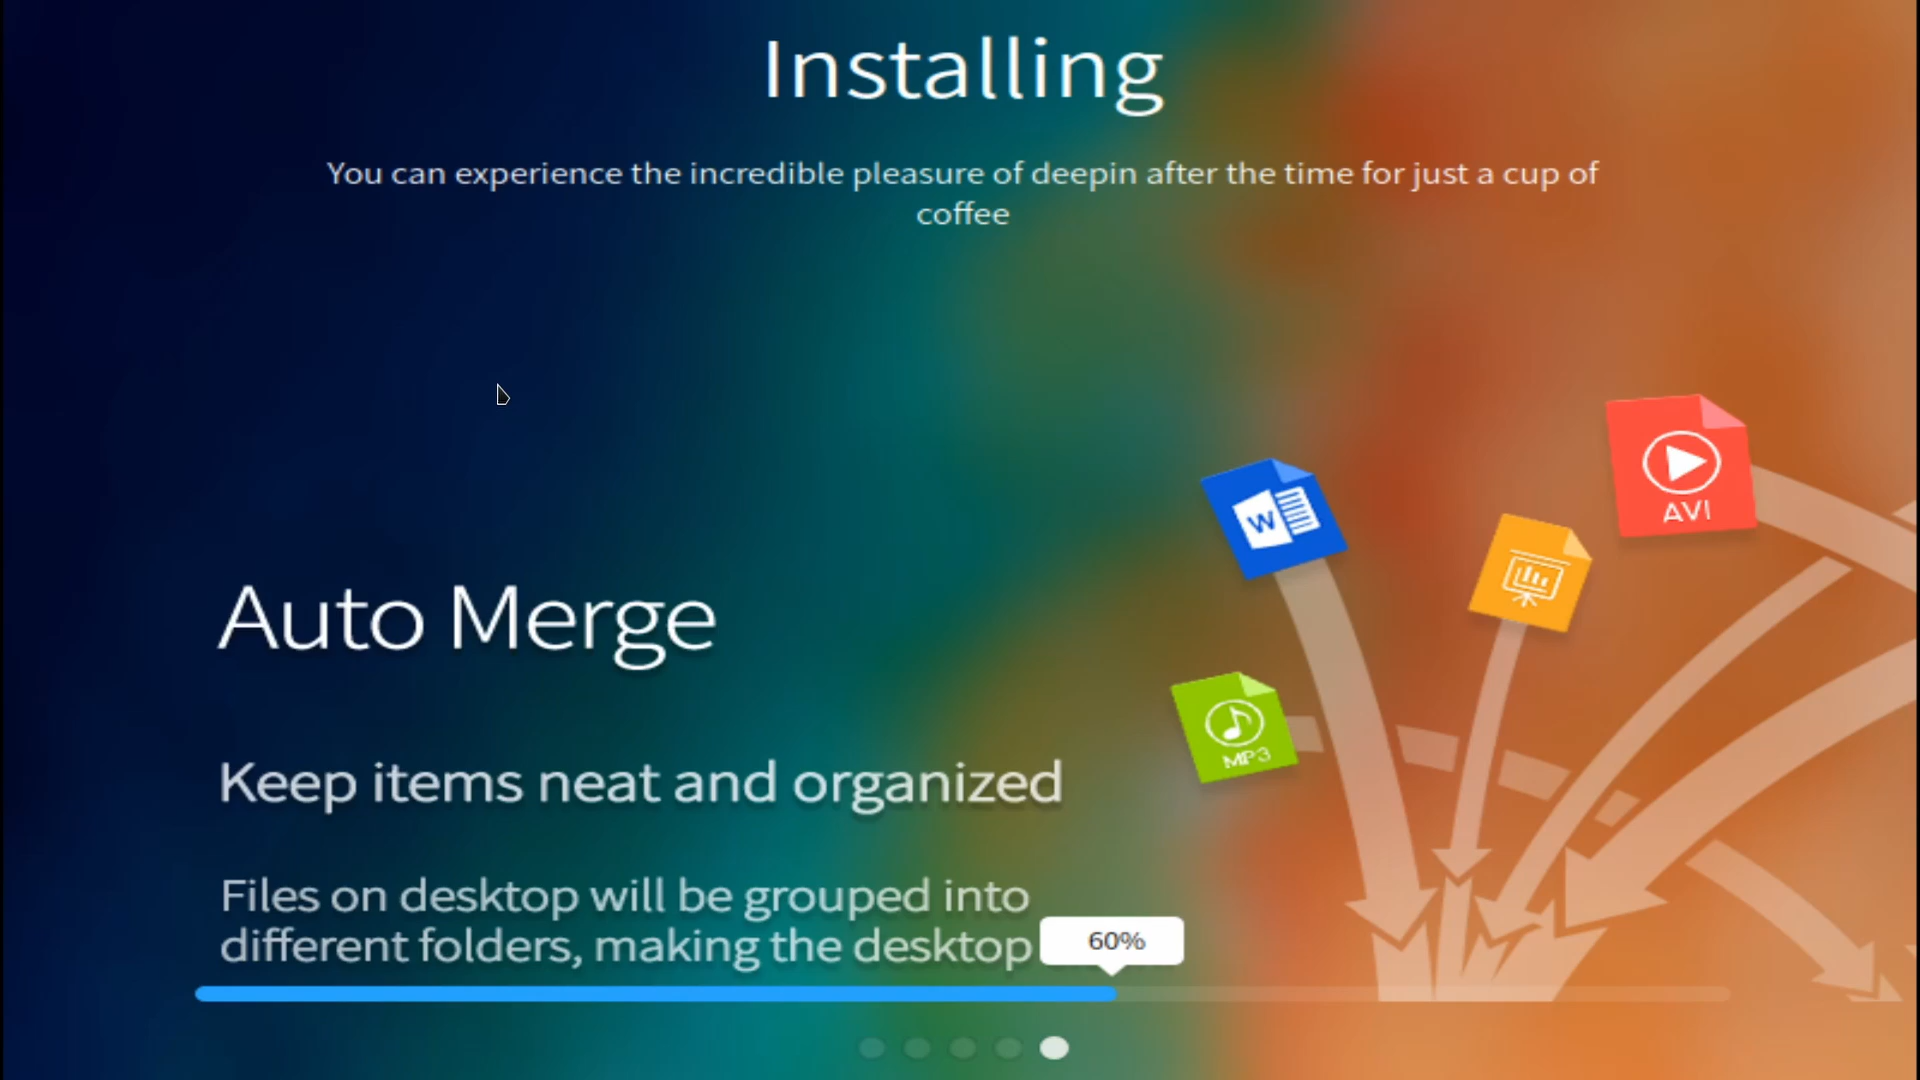 Installing
You can experience the incredible pleasure of deepin after the time for just a cup of
coffee
AVI
W
MP3
Auto Merge
Keep items neat and organized
Files on desktop will be grouped into
different folders, making the desktop
60%